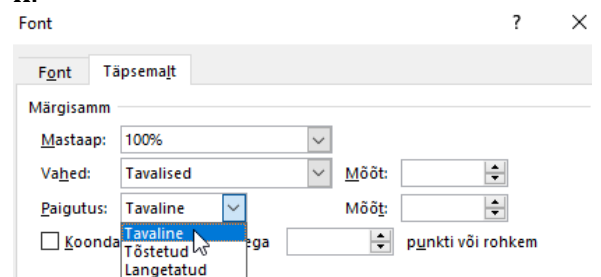 Font ?
Font Täpsemalt
Märgisamm
Mastaap: 100%
Vahed: Tavalised Mõõt:
Paigutus: Tavaline Mõõt:
Tavaline
Koonda ega punkti või rohkem
Tõstetud
Langetatud